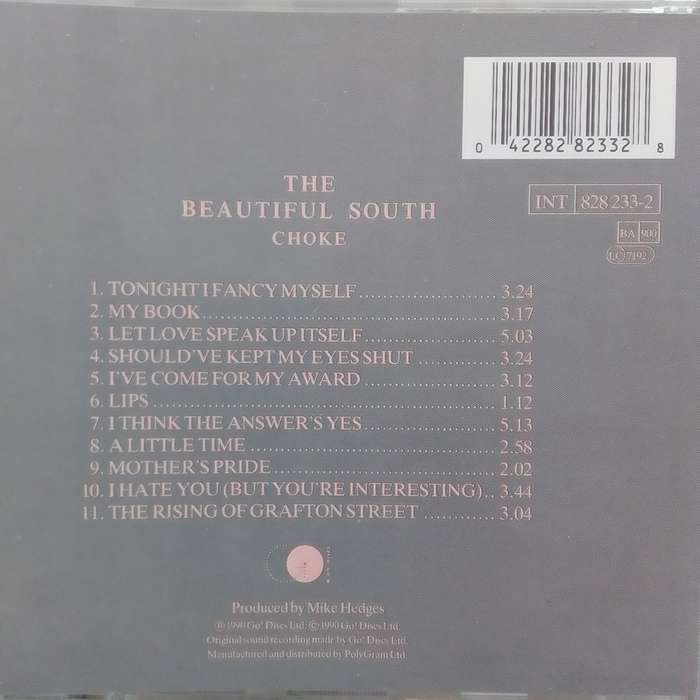 0 42282 82332 8
THE
BEAUTIFUL SOUTH
CHOKE
INT 828 233-2
BA 900
LC 7192
1. TONIGHT I FANCY MYSELF 3.24
2. MY BOOK 3.17
3. LET LOVE SPEAK UP ITSELF 5.03
4. SHOULD'VE KEPT MY EYES SHUT 3.24
5. I'VE COME FOR MY AWARD 3.12
6. LIPS 1.12
7. I THINK THE ANSWER'S YES 5.13
8. A LITTLE TIME 2.58
9. MOTHER'S PRIDE 2.02
10. I HATE YOU (BUT YOU'RE INTERESTING) 3.44
11. THE RISING OF GRAFTON STREET 3.04
Produced by Mike Hedges
℗ 1990 Go! Discs Ltd. © 1990 Go! Discs Ltd.
Original sound recording made by Go! Discs Ltd.
Manufactured and distributed by PolyGram Ltd